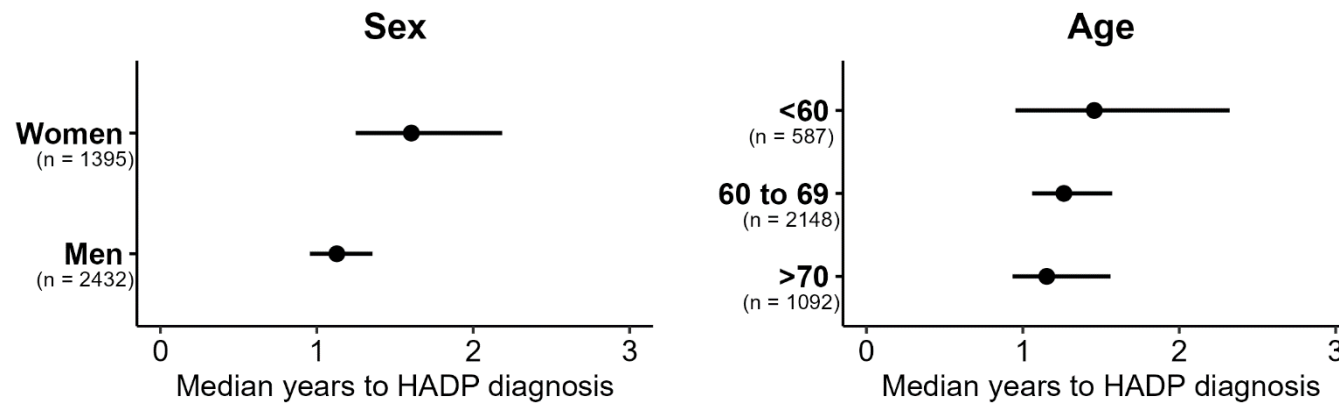 Sex
Women
(n = 1395)
Men
(n = 2432)
0 1 2 3
Median years to HADP diagnosis
Age
<60
(n = 587)
60 to 69
(n = 2148)
>70
(n = 1092)
0 1 2 3
Median years to HADP diagnosis